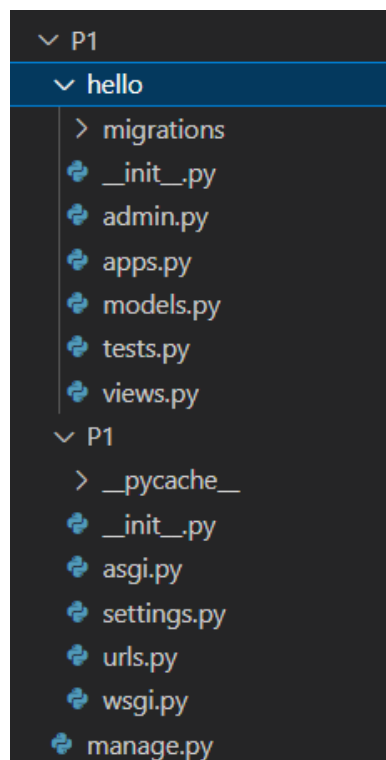 P1
hello
migrations
__init__.py
admin.py
apps.py
models.py
tests.py
views.py
P1
__pycache__
__init__.py
asgi.py
settings.py
urls.py
wsgi.py
manage.py